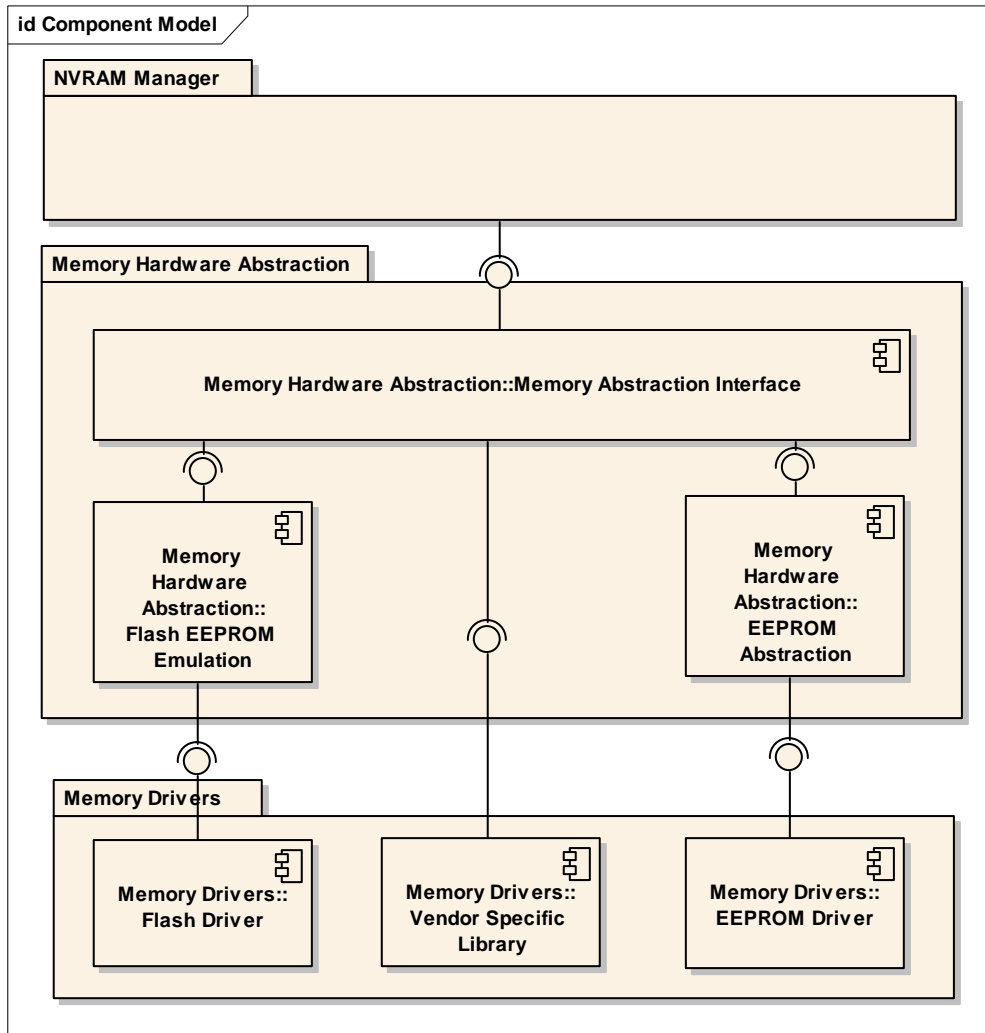 id Component Model
NVRAM Manager
Memory Hardware Abstraction
Memory Hardware Abstraction::Memory Abstraction Interface
Memory
Hardware
Abstraction::
Flash EEPROM
Emulation
Memory
Hardware
Abstraction::
EEPROM
Abstraction
Memory Drivers
Memory Drivers::
Flash Driver
Memory Drivers::
Vendor Specific
Library
Memory Drivers::
EEPROM Driver